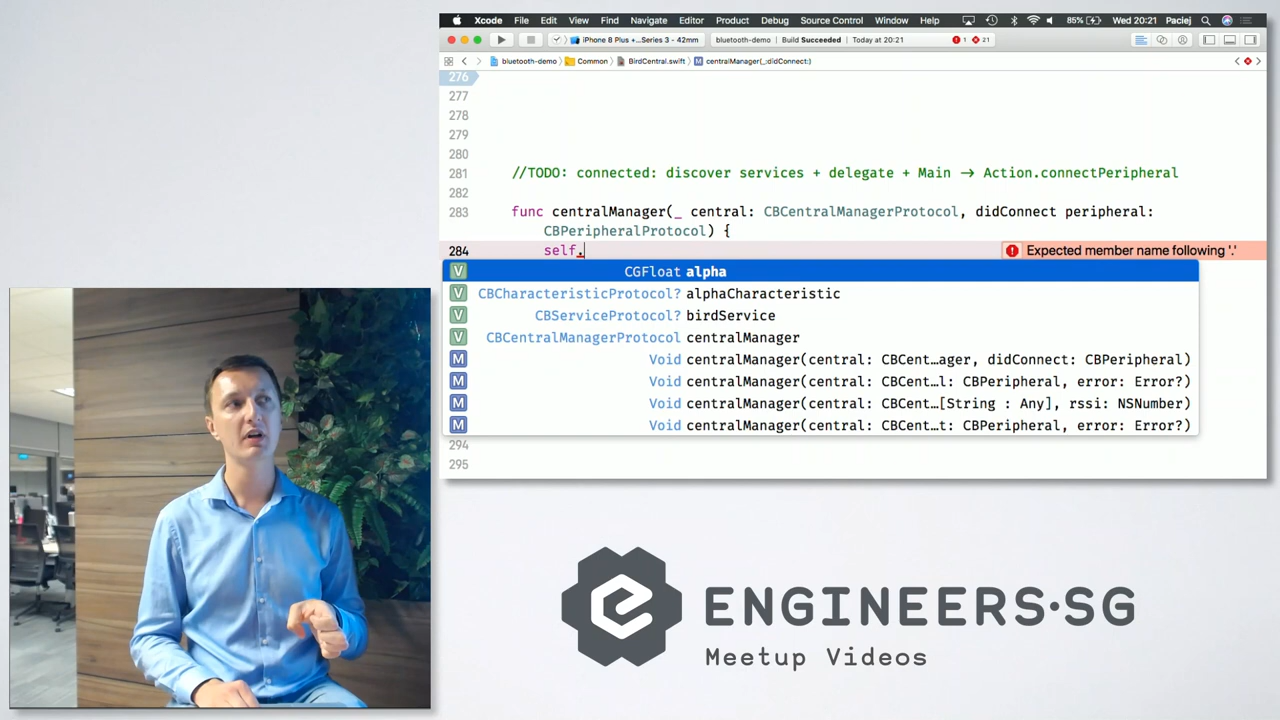 Xcode File Edit View Find Navigate Editor Product Debug Source Control Window Help 85% Wed 20:21 Paciej
iPhone 8 Plus +...Series 3 - 42mm bluetooth-demo Build Succeeded Today at 20:21 1 21
bluetooth-demo Common BirdCentral.swift M centralManager(_:didConnect:)
276
277
278
279
280
281 //TODO: connected: discover services + delegate + Main → Action.connectPeripheral
282
283 func centralManager(_ central: CBCentralManagerProtocol, didConnect peripheral:
CBPeripheralProtocol) {
284 self. Expected member name following '.'
V CGFloat alpha
V CBCharacteristicProtocol? alphaCharacteristic
V CBServiceProtocol? birdService
V CBCentralManagerProtocol centralManager
M Void centralManager(central: CBCent…ager, didConnect: CBPeripheral)
M Void centralManager(central: CBCent…l: CBPeripheral, error: Error?)
M Void centralManager(central: CBCent…[String : Any], rssi: NSNumber)
M Void centralManager(central: CBCent…t: CBPeripheral, error: Error?)
294
295
e ENGINEERS·SG
Meetup Videos